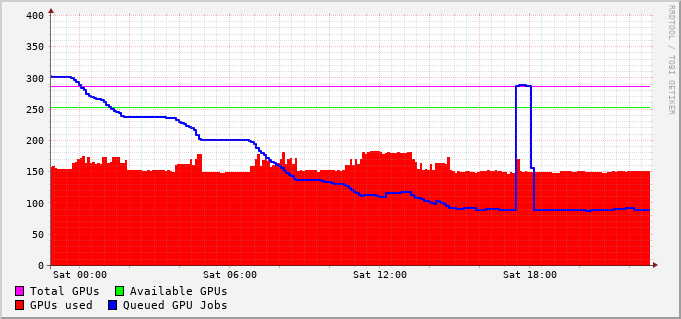 400
350
300
250
200
150
100
50
0
Sat 00:00 Sat 06:00 Sat 12:00 Sat 18:00
Total GPUs Available GPUs
GPUs used Queued GPU Jobs
RRDTOOL / TOBI OETIKER